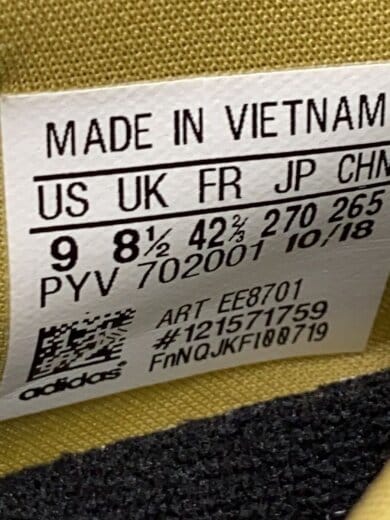 MADE IN VIETNAM
US UK FR JP CHN
9 8½ 42⅔ 270 265
PYV 702001 10/18
ART EE8701
#121571759
FnNQJKFI00719
adidas